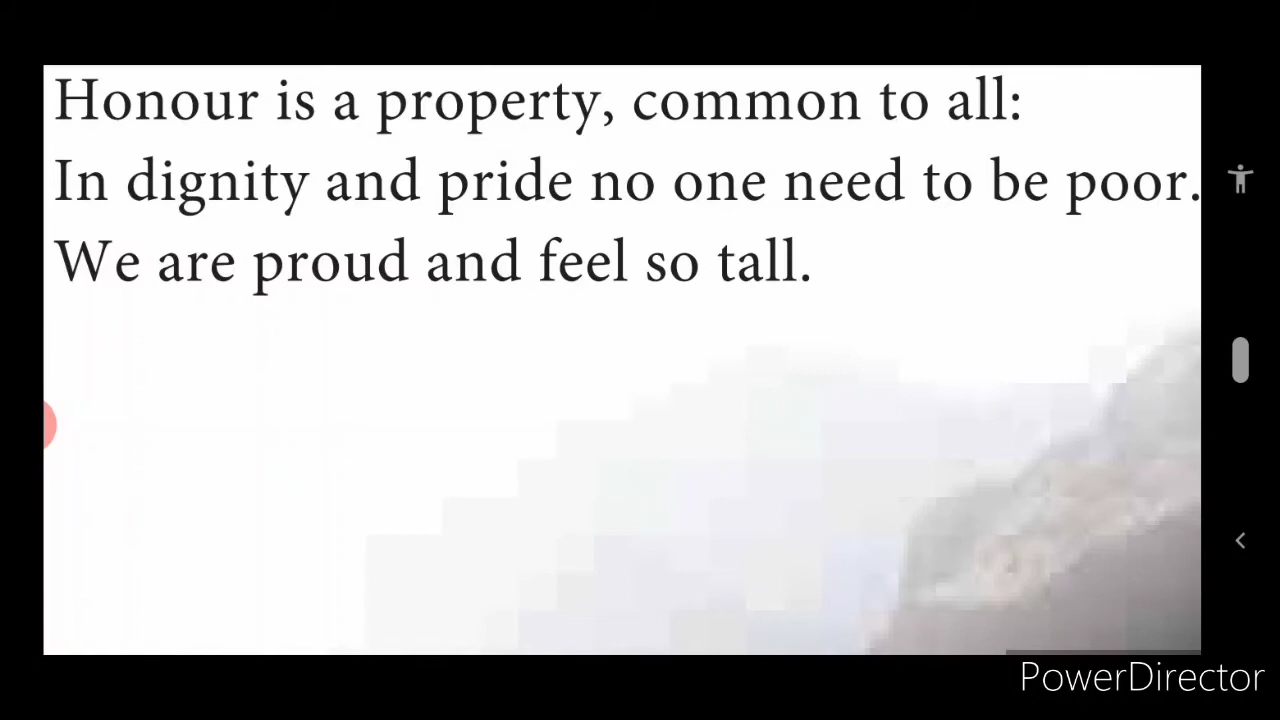 Honour is a property, common to all:
In dignity and pride no one need to be poor.
We are proud and feel so tall.
PowerDirector